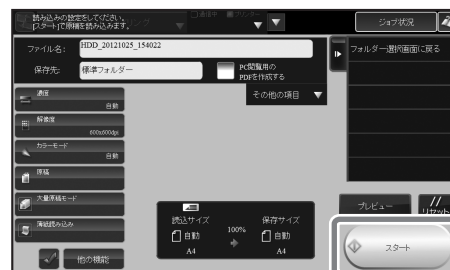 読み込みの設定をしてください。
[スタート]で原稿を読み込みます。
ジョブ状況
ファイル名：
HDD_20121025_154022
フォルダー選択画面に戻る
保存先：
標準フォルダー
PC閲覧用の
PDFを作成する
その他の項目
濃度
自動
解像度
600x600dpi
カラーモード
自動
原稿
大量原稿モード
薄紙読み込み
他の機能
読込サイズ
自動
A4
100%
保存サイズ
自動
A4
プレビュー
リセット
スタート